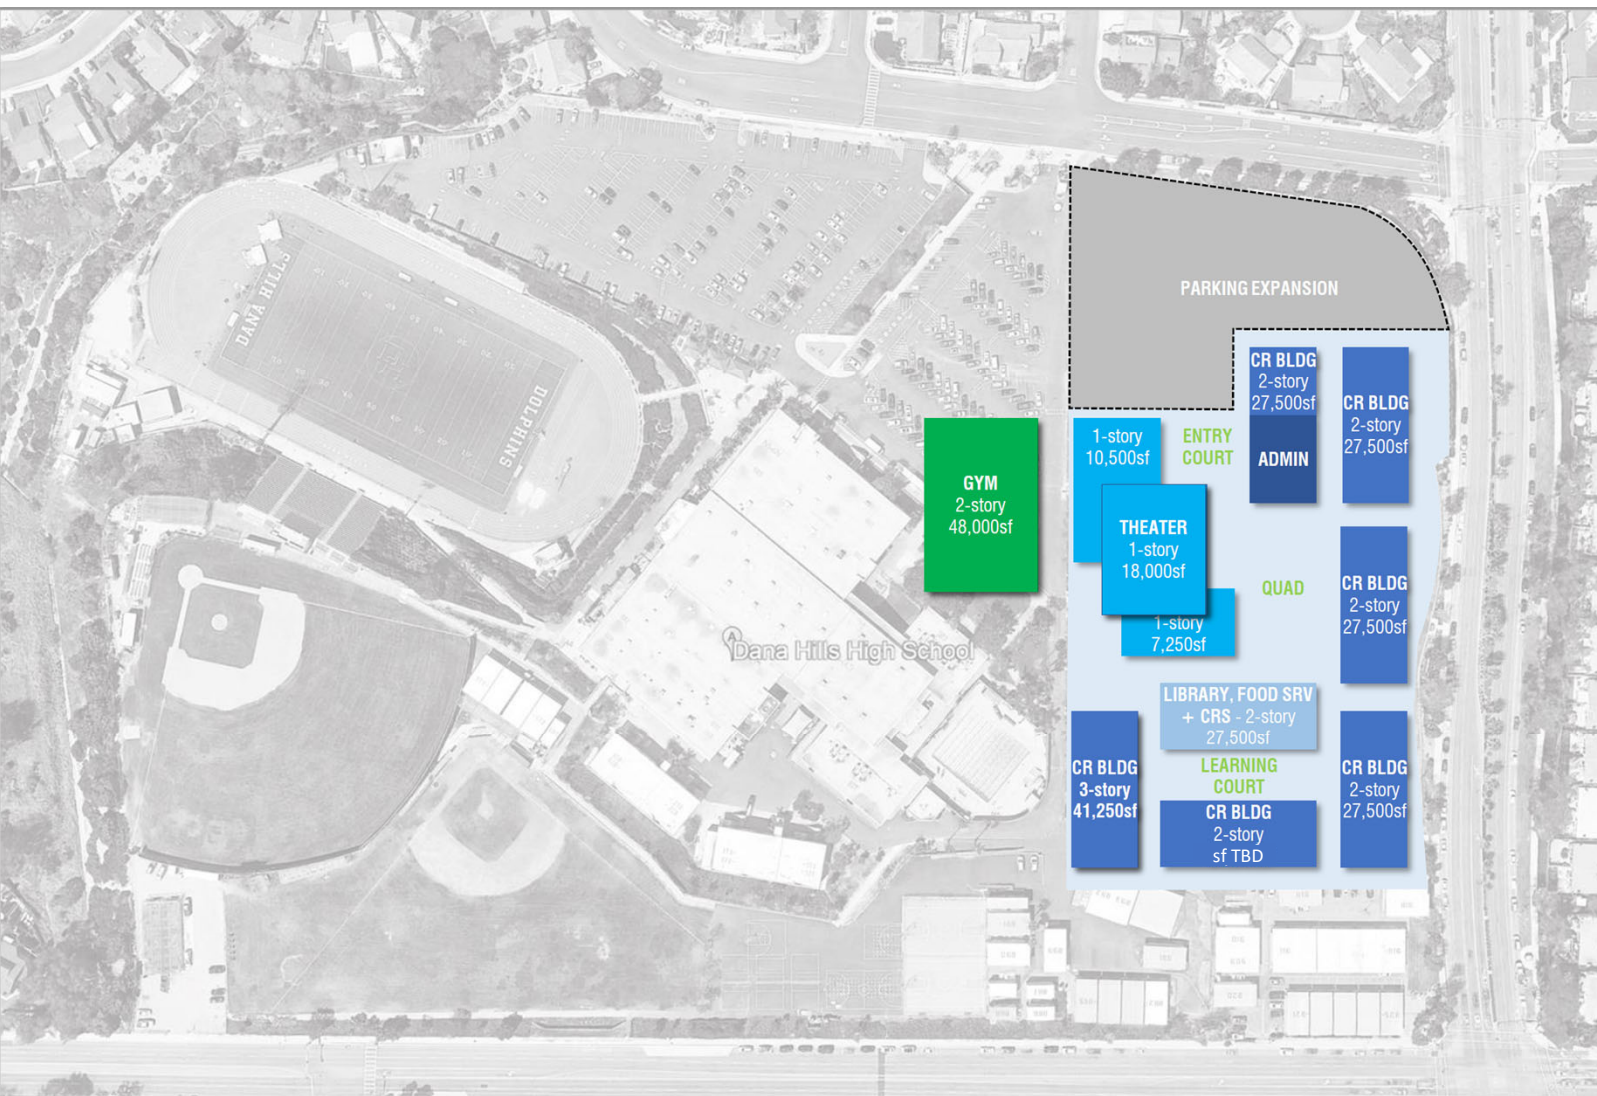 DANA HILLS
DOLPHINS
PARKING EXPANSION
CR BLDG
2-story
27,500sf
ADMIN
CR BLDG
2-story
27,500sf
ENTRY
COURT
1-story
10,500sf
GYM
2-story
48,000sf
THEATER
1-story
18,000sf
1-story
7,250sf
QUAD
CR BLDG
2-story
27,500sf
A
Dana Hills High School
LIBRARY, FOOD SRV
+ CRS - 2-story
27,500sf
LEARNING
COURT
CR BLDG
3-story
41,250sf
CR BLDG
2-story
sf TBD
CR BLDG
2-story
27,500sf